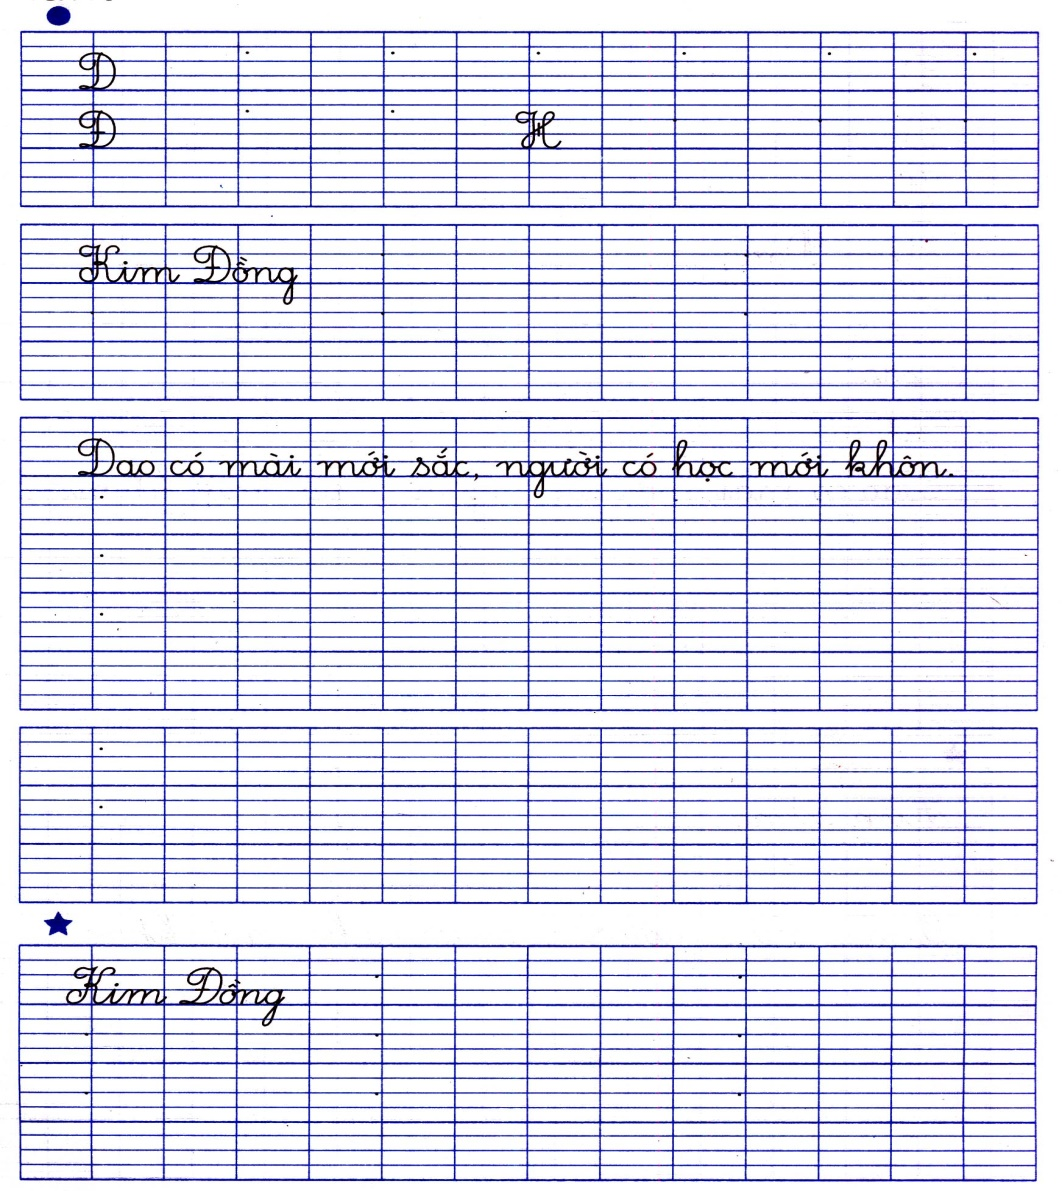 D
Đ H
Kim Đồng
Dao có mài mới sắc, người có học mới khôn.
Kim Đồng